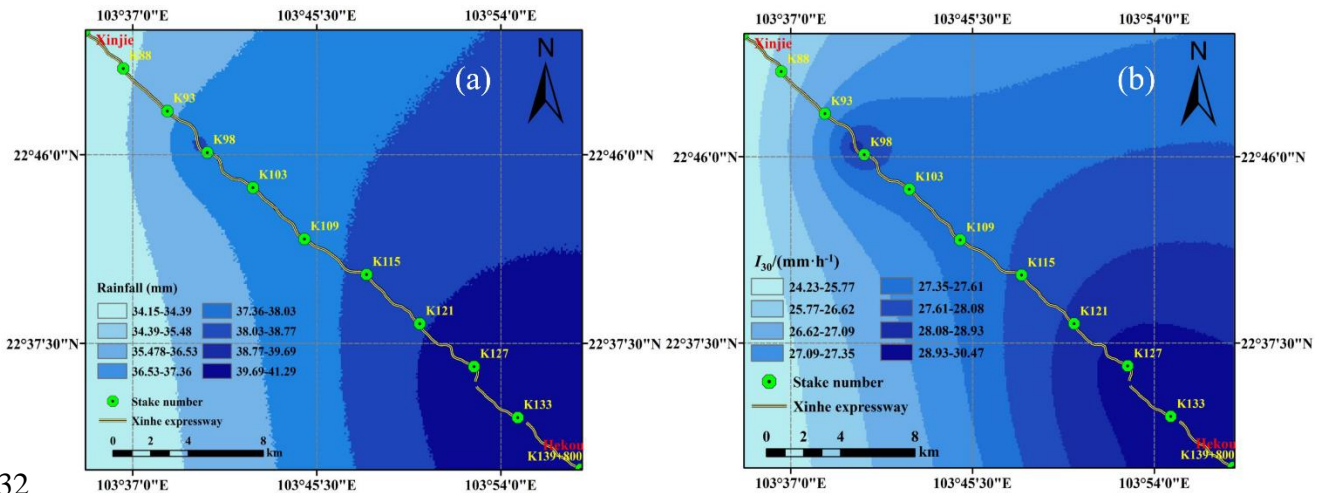 103°37'0"E 103°45'30"E 103°54'0"E
Xinjie
K88
N
(a)
K93
K98
22°46'0"N
K103
K109
K115
Rainfall (mm)
34.15-34.39 37.36-38.03
34.39-35.48 38.03-38.77
35.478-36.53 38.77-39.69
36.53-37.36 39.69-41.29
K121
22°37'30"N
K127
Stake number
Xinhe expressway
K133
0 2 4 8
km
Hekou
K139+800
103°37'0"E 103°45'30"E 103°54'0"E
103°37'0"E 103°45'30"E 103°54'0"E
Xinjie
K88
N
(b)
K93
K98
22°46'0"N 22°46'0"N
K103
K109
K115
I30/(mm·h-1)
24.23-25.77 27.35-27.61
25.77-26.62 27.61-28.08
26.62-27.09 28.08-28.93
27.09-27.35 28.93-30.47
K121
22°37'30"N 22°37'30"N
K127
Stake number
Xinhe expressway
K133
0 2 4 8
km
Hekou
K139+800
103°37'0"E 103°45'30"E 103°54'0"E
32